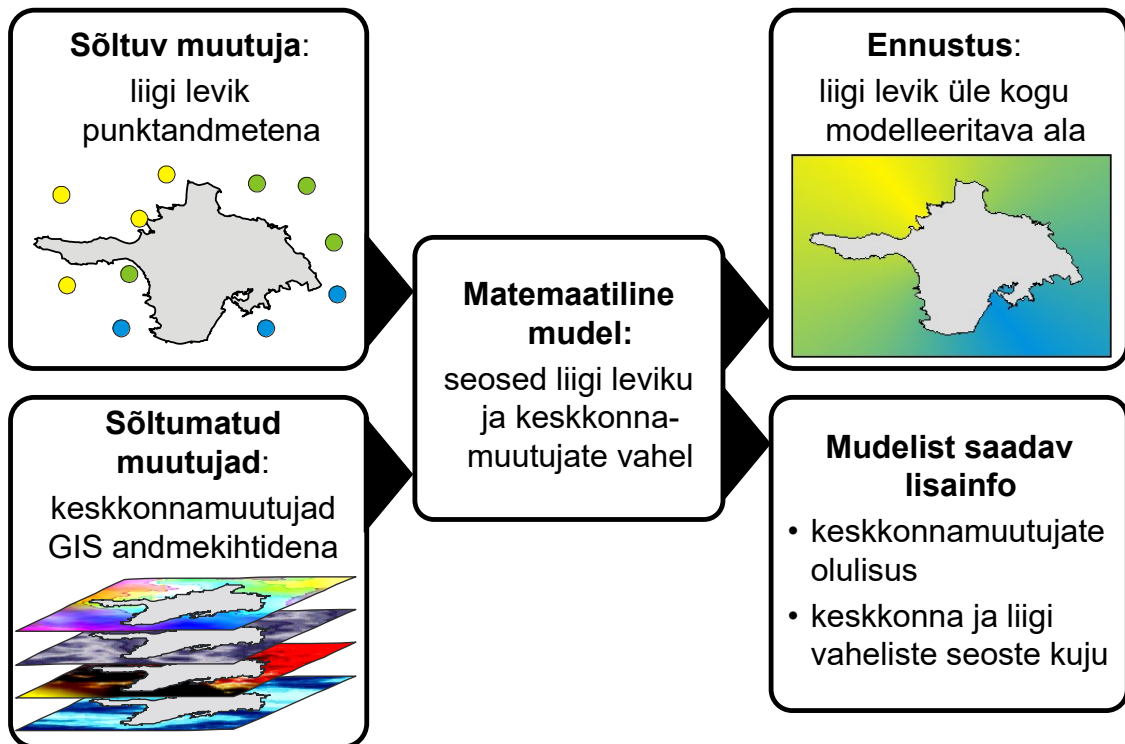 Sõltuv muutuja:
liigi levik
punktandmetena
Sõltumatud
muutujad:
keskkonnamuutujad
GIS andmekihtidena
Matemaatiline
mudel:
seosed liigi leviku
ja keskkonna-
muutujate vahel
Ennustus:
liigi levik üle kogu
modelleeritava ala
Mudelist saadav
lisainfo
• keskkonnamuutujate
olulisus
• keskkonna ja liigi
vaheliste seoste kuju